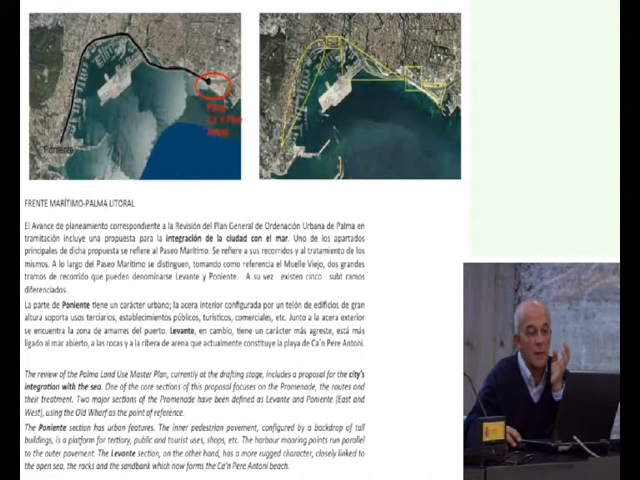 Poniente
Playa
Ca´n Pere
Antoni
FRENTE MARÍTIMO-PALMA LITORAL
El Avance de planeamiento correspondiente a la Revisión del Plan General de Ordenación Urbana de Palma en
tramitación incluye una propuesta para la integración de la ciudad con el mar. Uno de los apartados
principales de dicha propuesta se refiere al Paseo Marítimo. Se refiere a sus recorridos y al tratamiento de los
mismos. A lo largo del Paseo Marítimo se distinguen, tomando como referencia el Muelle Viejo, dos grandes
tramos de recorrido que pueden denominarse Levante y Poniente. A su vez existen cinco subt ramos
diferenciados.
La parte de Poniente tiene un carácter urbano; la acera interior configurada por un telón de edificios de gran
altura soporta usos terciarios, establecimientos públicos, turísticos, comerciales, etc. Junto a la acera exterior
se encuentra la zona de amarres del puerto. Levante, en cambio, tiene un carácter más agreste, está más
ligado al mar abierto, a las rocas y a la ribera de arena que actualmente constituye la playa de Ca´n Pere Antoni.
The review of the Palma Land Use Master Plan, currently at the drafting stage, includes a proposal for the city's
integration with the sea. One of the core sections of this proposal focuses on the Promenade, the routes and
their treatment. Two major sections of the Promenade have been defined as Levante and Poniente (East and
West), using the Old Wharf as the point of reference.
The Poniente section has urban features. The inner pedestrian pavement, configured by a backdrop of tall
buildings, is a platform for tertiary, public and tourist uses, shops, etc. The harbour mooring points run parallel
to the outer pavement. The Levante section, on the other hand, has a more rugged character, closely linked to
the open sea, the rocks and the sandbank which now forms the Ca'n Pere Antoni beach.